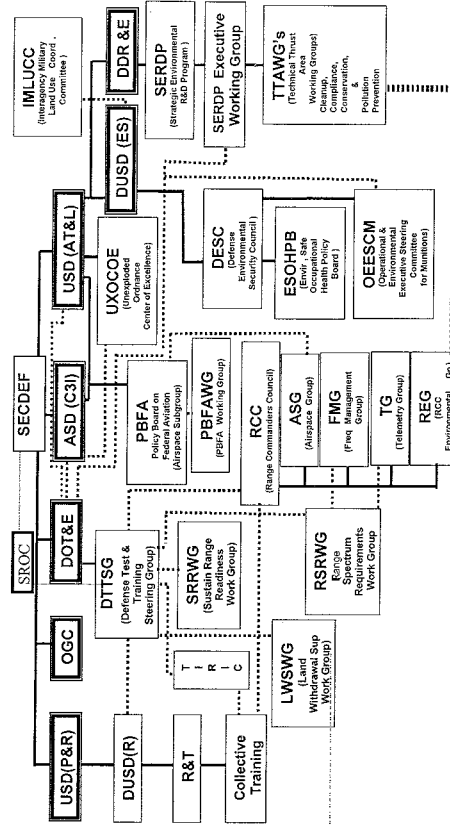 SECDEF
SROC
USD(P&R)
OGC
DOT&E
ASD (C3I)
USD (AT&L)
IMLUCC
(Interagency Military
Land Use Coord .
Committee)
DUSD (ES)
DDR &E
DUSD(R)
R&T
Collective
Training
DTTSG
(Defense Test &
Training
Steering Group)
T
R
I
C
SRRWG
(Sustain Range
Readiness
Work Group)
LWSWG
(Land
Withdrawal Sup
Work Group)
RSRWG
Range
Spectrum
Requirements
Work Group
PBFA
Policy Board
Federal Aviation
(Airspace Subgroup)
PBFAWG
(PBFA Working Group)
RCC
(Range Commanders Council)
ASG
(Airspace Group)
FMG
(Freq Management
Group)
TG
(Telemetry Group)
REG
(RCC
UXOCOE
(Unexploded
Ordnance
Center of Excellence)
DESC
(Defense
Environmental
Security Council)
ESOHPB
(Envir , Safe
Occupational
Health Policy
Board )
OEESCM
(Operational &
Environmental
Executive Steering
Committee
for Munitions)
SERDP
(Strategic Environmental
R&D Program)
SERDP Executive
Working Group
TTAWG's
(Technical Thrust
Area
Working Groups)
Cleanup,
Compliance,
Conservation,
&
Pollution
Prevention